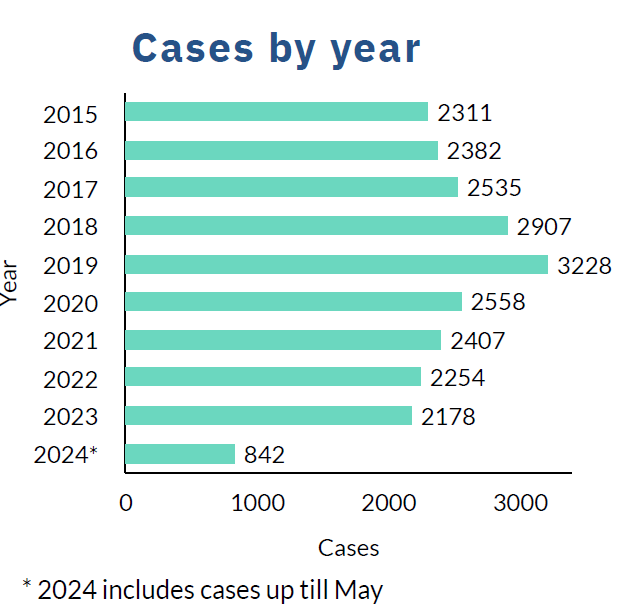 Cases by year
2015 2311
2016 2382
2017 2535
2018 2907
2019 3228
2020 2558
2021 2407
2022 2254
2023 2178
2024* 842
Year
0 1000 2000 3000
Cases
* 2024 includes cases up till May